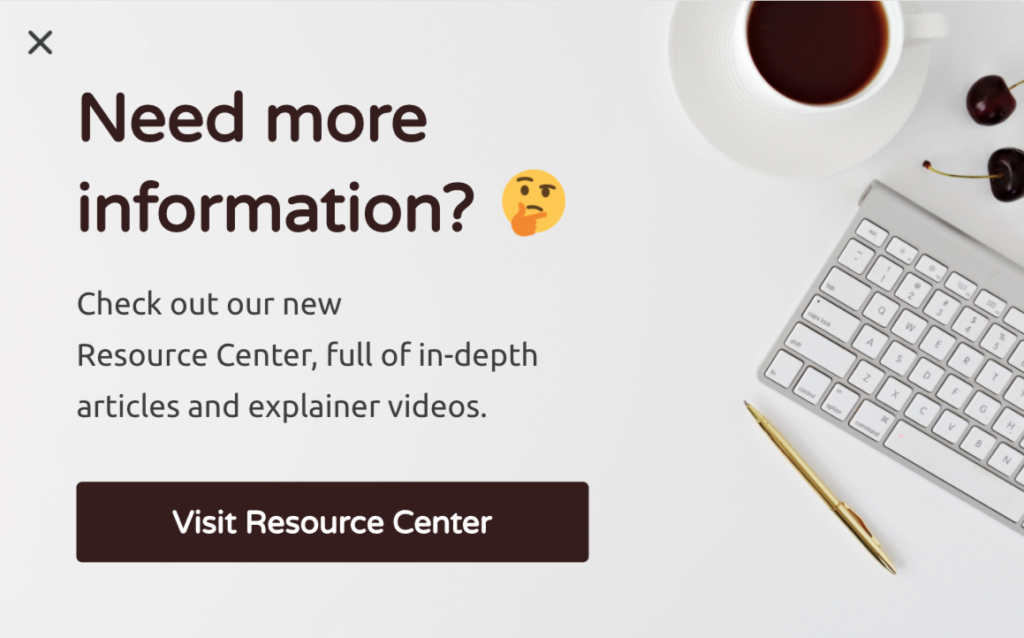 Need more
information? 🤔
Check out our new
Resource Center, full of in-depth
articles and explainer videos.
Visit Resource Center